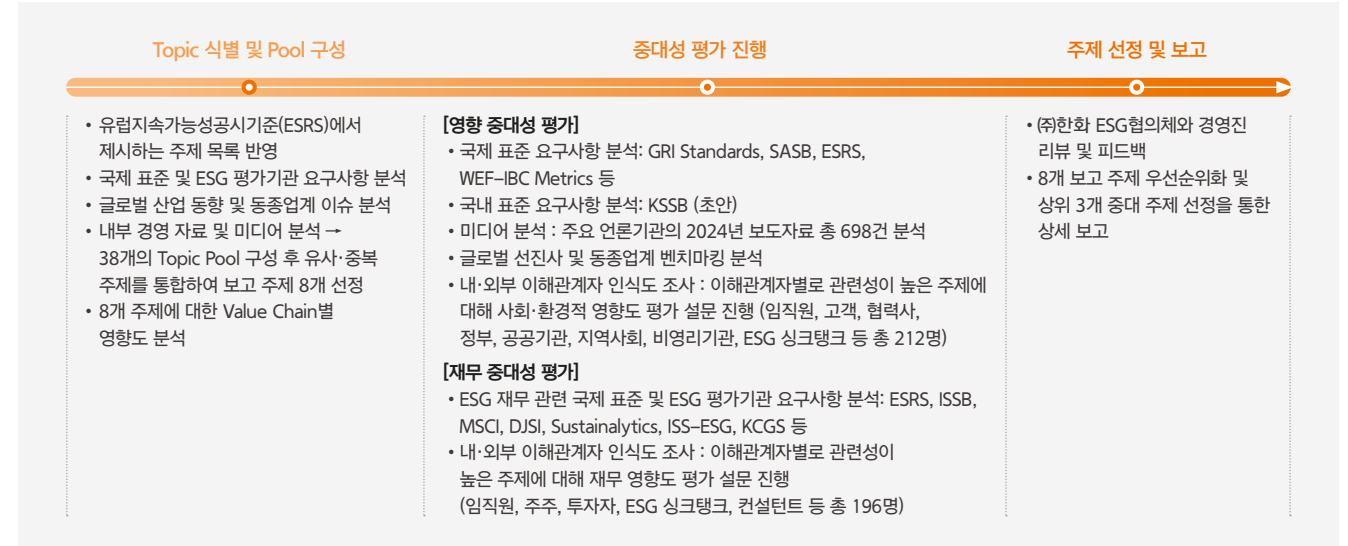 Topic 식별 및 Pool 구성
• 유럽지속가능성공시기준(ESRS)에서
제시하는 주제 목록 반영
• 국제 표준 및 ESG 평가기관 요구사항 분석
• 글로벌 산업 동향 및 동종업계 이슈 분석
• 내부 경영 자료 및 미디어 분석 →
38개의 Topic Pool 구성 후 유사·중복
주제를 통합하여 보고 주제 8개 선정
• 8개 주제에 대한 Value Chain별
영향도 분석
중대성 평가 진행
[영향 중대성 평가]
• 국제 표준 요구사항 분석: GRI Standards, SASB, ESRS,
WEF–IBC Metrics 등
• 국내 표준 요구사항 분석: KSSB (초안)
• 미디어 분석 : 주요 언론기관의 2024년 보도자료 총 698건 분석
• 글로벌 선진사 및 동종업계 벤치마킹 분석
• 내·외부 이해관계자 인식도 조사 : 이해관계자별로 관련성이 높은 주제에
대해 사회·환경적 영향도 평가 설문 진행 (임직원, 고객, 협력사,
정부, 공공기관, 지역사회, 비영리기관, ESG 싱크탱크 등 총 212명)
[재무 중대성 평가]
• ESG 재무 관련 국제 표준 및 ESG 평가기관 요구사항 분석: ESRS, ISSB,
MSCI, DJSI, Sustainalytics, ISS–ESG, KCGS 등
• 내·외부 이해관계자 인식도 조사 : 이해관계자별로 관련성이
높은 주제에 대해 재무 영향도 평가 설문 진행
(임직원, 주주, 투자자, ESG 싱크탱크, 컨설턴트 등 총 196명)
주제 선정 및 보고
• ㈜한화 ESG협의체와 경영진
리뷰 및 피드백
• 8개 보고 주제 우선순위화 및
상위 3개 중대 주제 선정을 통한
상세 보고